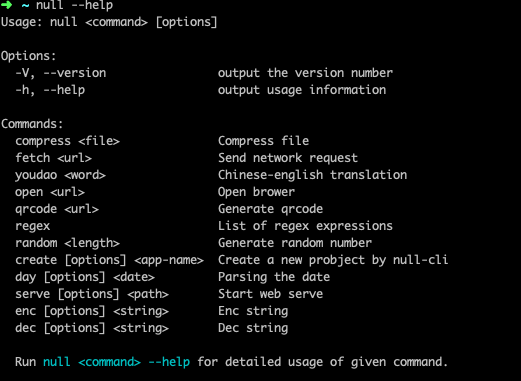 ➜ ~ null --help
Usage: null <command> [options]

Options:
  -V, --version                    output the version number
  -h, --help                       output usage information

Commands:
  compress <file>                  Compress file
  fetch <url>                      Send network request
  youdao <word>                    Chinese-english translation
  open <url>                       Open brower
  qrcode <url>                     Generate qrcode
  regex                            List of regex expressions
  random <length>                  Generate random number
  create [options] <app-name>      Create a new probject by null-cli
  day [options] <date>             Parsing the date
  serve [options] <path>           Start web serve
  enc [options] <string>           Enc string
  dec [options] <string>           Dec string

  Run null <command> --help for detailed usage of given command.